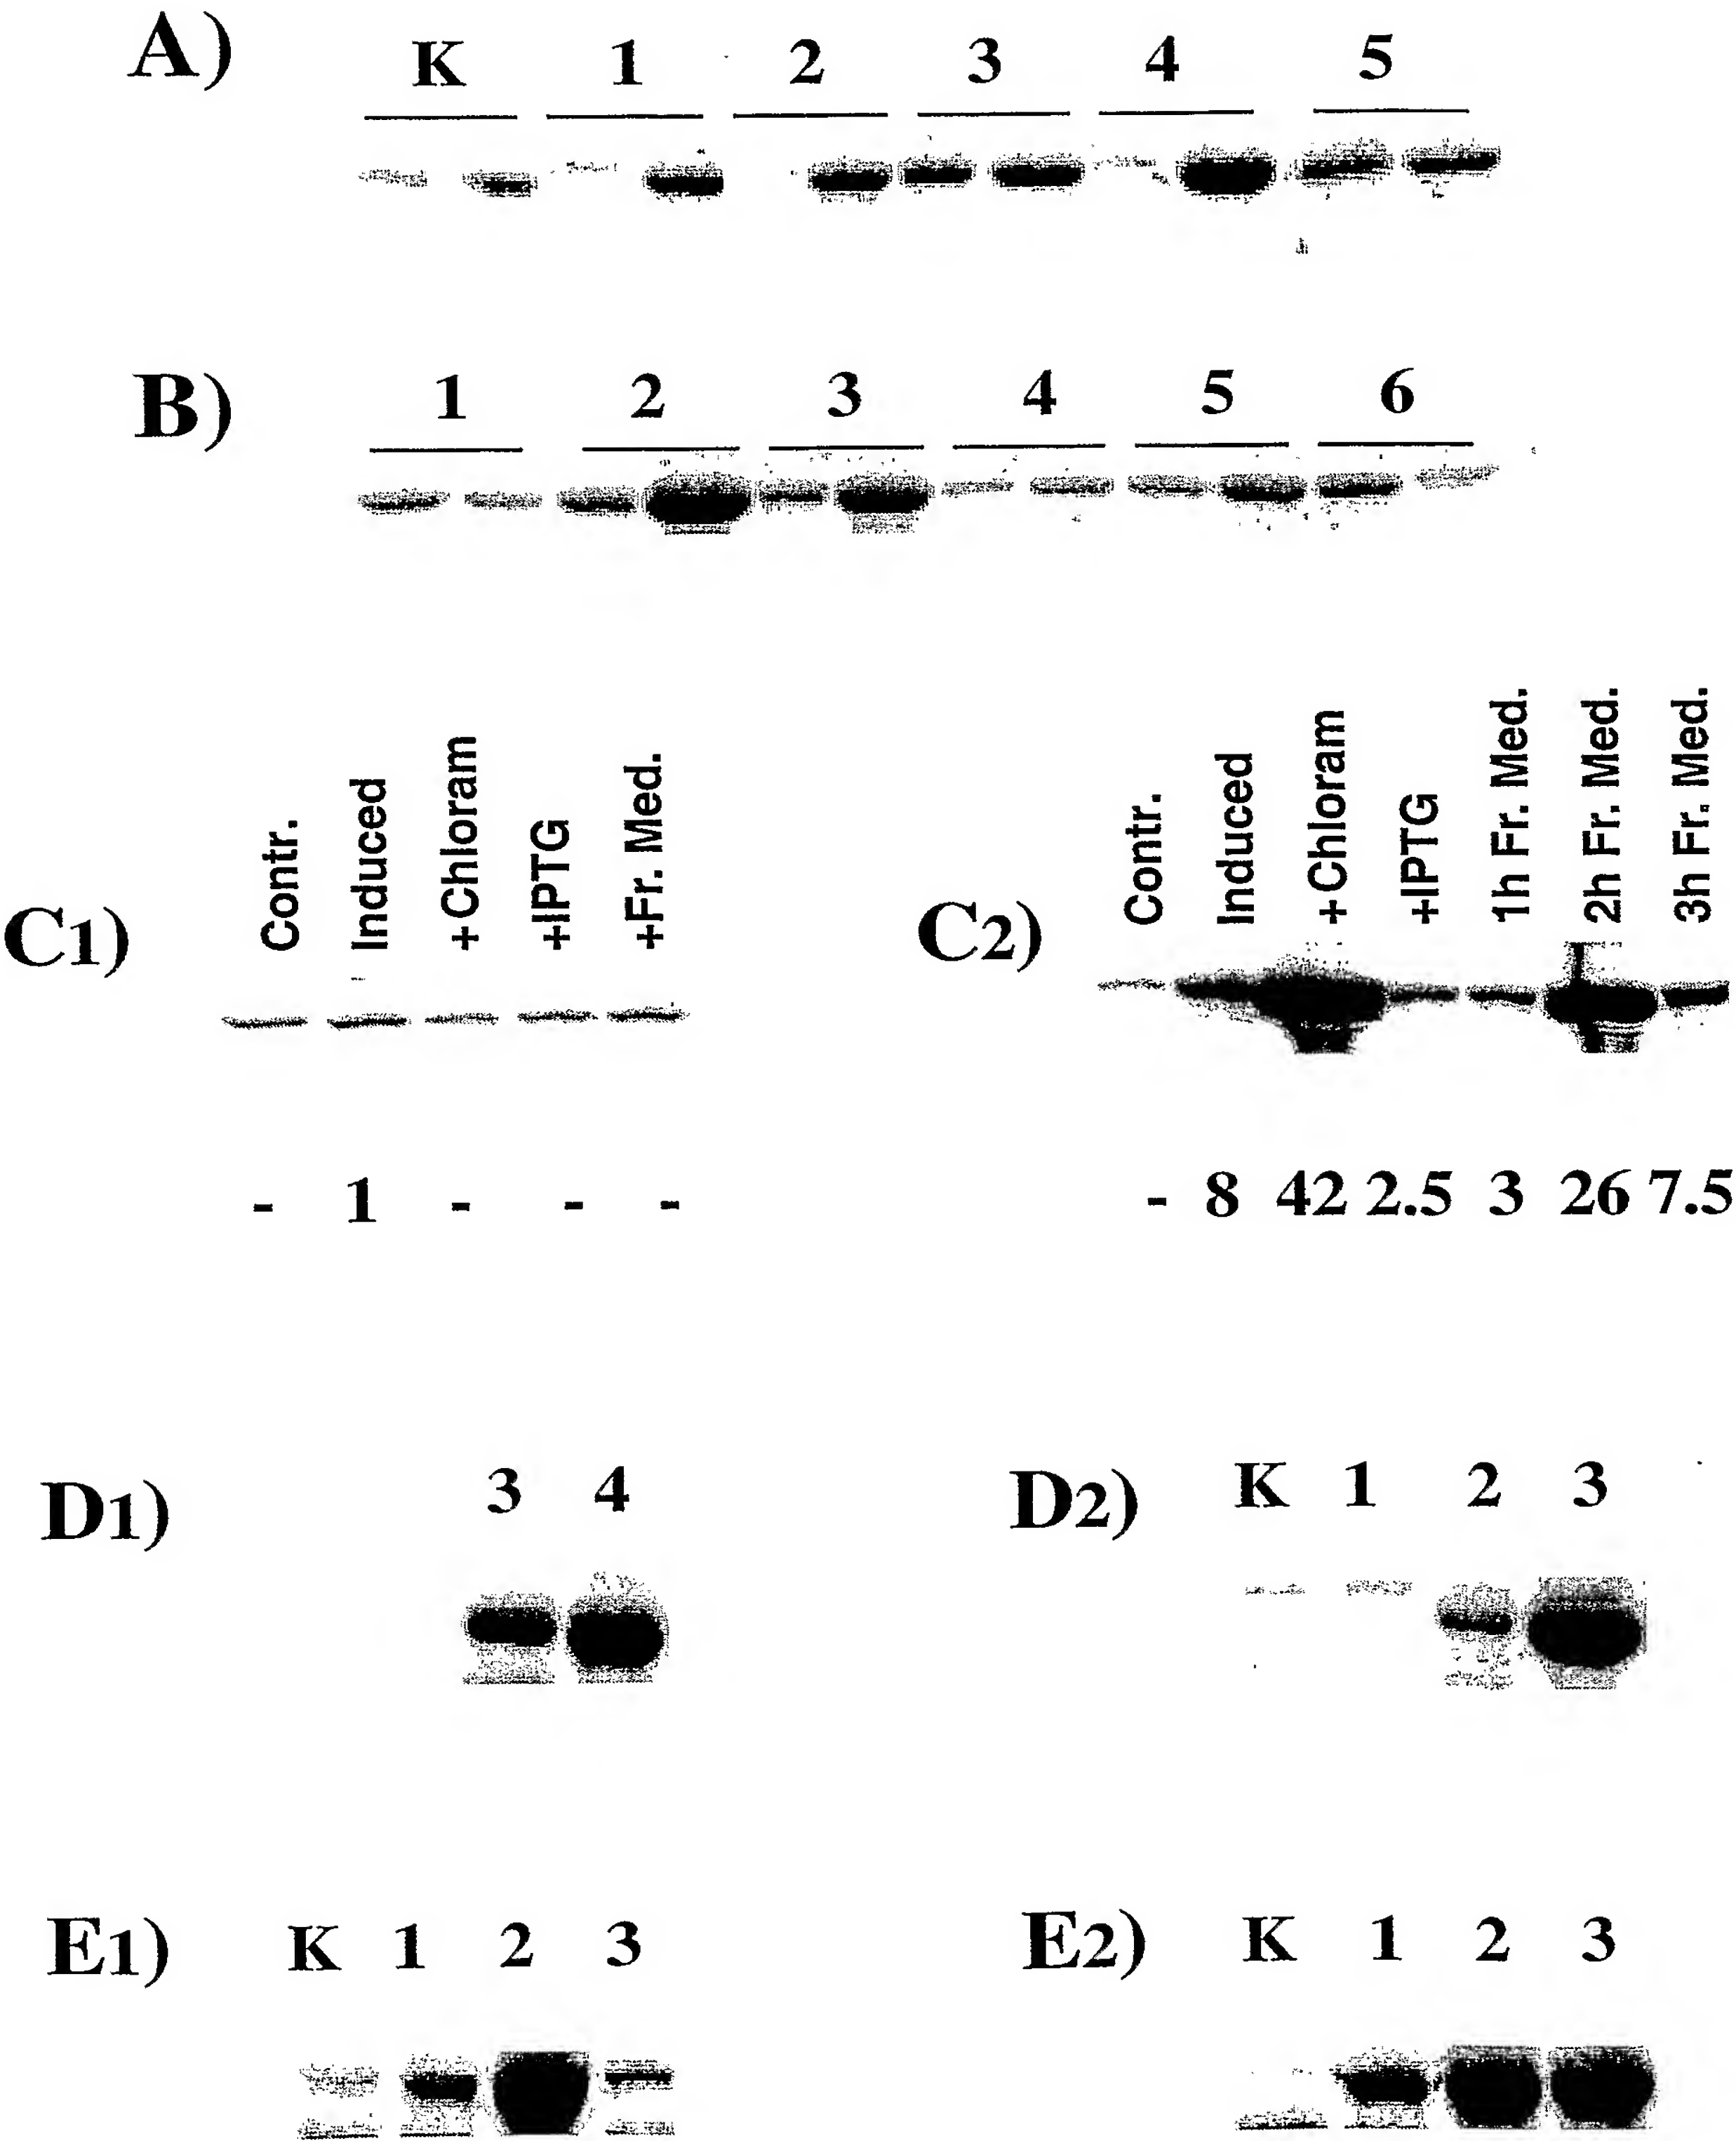 A) K 1 2 3 4 5
B) 1 2 3 4 5 6
C1) Contr. Induced +Chloram +IPTG +Fr. Med.
C2) Contr. Induced +Chloram +IPTG 1h Fr. Med. 2h Fr. Med. 3h Fr. Med.
- 1 - - -
- 8 42 2.5 3 26 7.5
D1) 3 4
D2) K 1 2 3
E1) K 1 2 3
E2) K 1 2 3